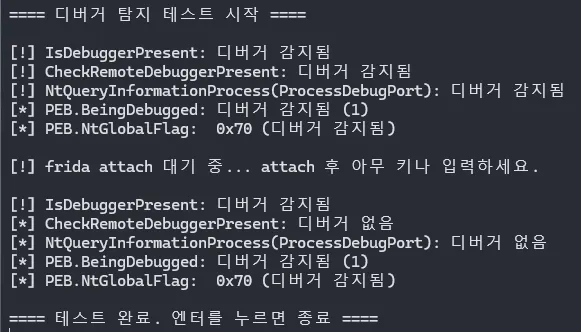 ==== 디버거 탐지 테스트 시작 ====
[!] IsDebuggerPresent: 디버거 감지됨
[!] CheckRemoteDebuggerPresent: 디버거 감지됨
[!] NtQueryInformationProcess(ProcessDebugPort): 디버거 감지됨
[*] PEB.BeingDebugged: 디버거 감지됨 (1)
[*] PEB.NtGlobalFlag:  0x70 (디버거 감지됨)
[!] frida attach 대기 중... attach 후 아무 키나 입력하세요.
[!] IsDebuggerPresent: 디버거 감지됨
[*] CheckRemoteDebuggerPresent: 디버거 없음
[*] NtQueryInformationProcess(ProcessDebugPort): 디버거 없음
[*] PEB.BeingDebugged: 디버거 감지됨 (1)
[*] PEB.NtGlobalFlag:  0x70 (디버거 감지됨)
==== 테스트 완료. 엔터를 누르면 종료 ====